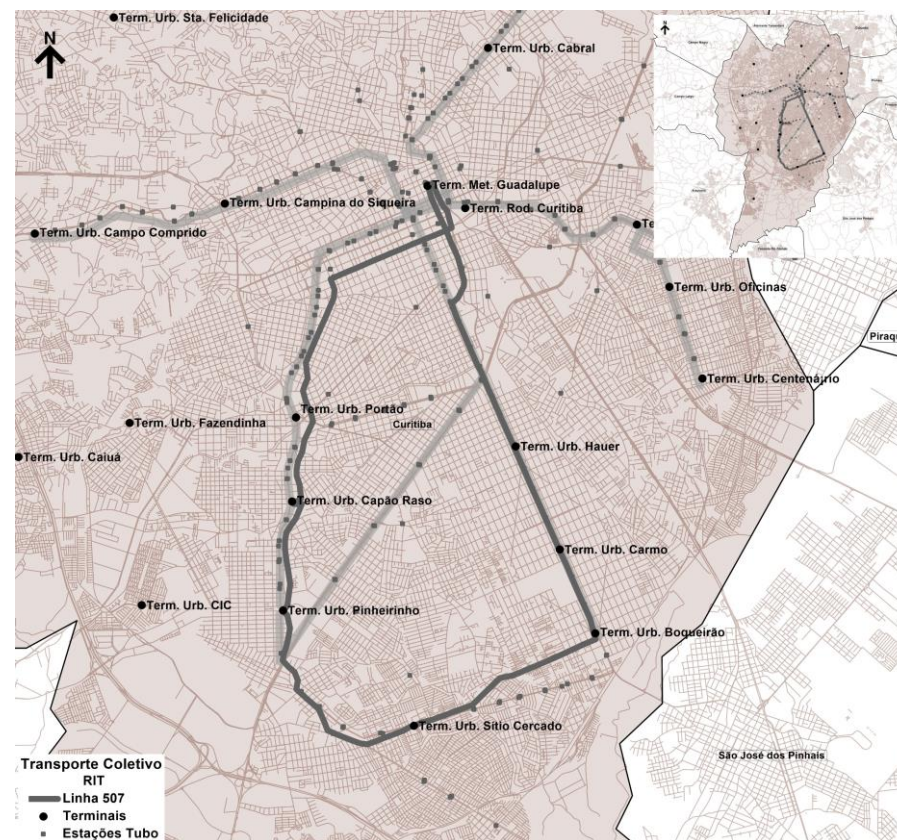 Term. Urb. Sta. Felicidade
N
Term. Urb. Cabral
Term. Met. Guadalupe
Term. Urb. Campina do Siqueira
Term. Rod. Curitiba
Term. Urb. Campo Comprido
Te
Term. Urb. Oficinas
Piraqu
Term. Urb. Centenário
Term. Urb. Portão
Term. Urb. Fazendinha
Curitiba
Term. Urb. Hauer
Term. Urb. Caiuá
Term. Urb. Capão Raso
Term. Urb. Carmo
Term. Urb. CIC
Term. Urb. Pinheirinho
Term. Urb. Boqueirão
Term. Urb. Sítio Cercado
São José dos Pinhais
Transporte Coletivo
RIT
Linha 507
Terminais
Estações Tubo